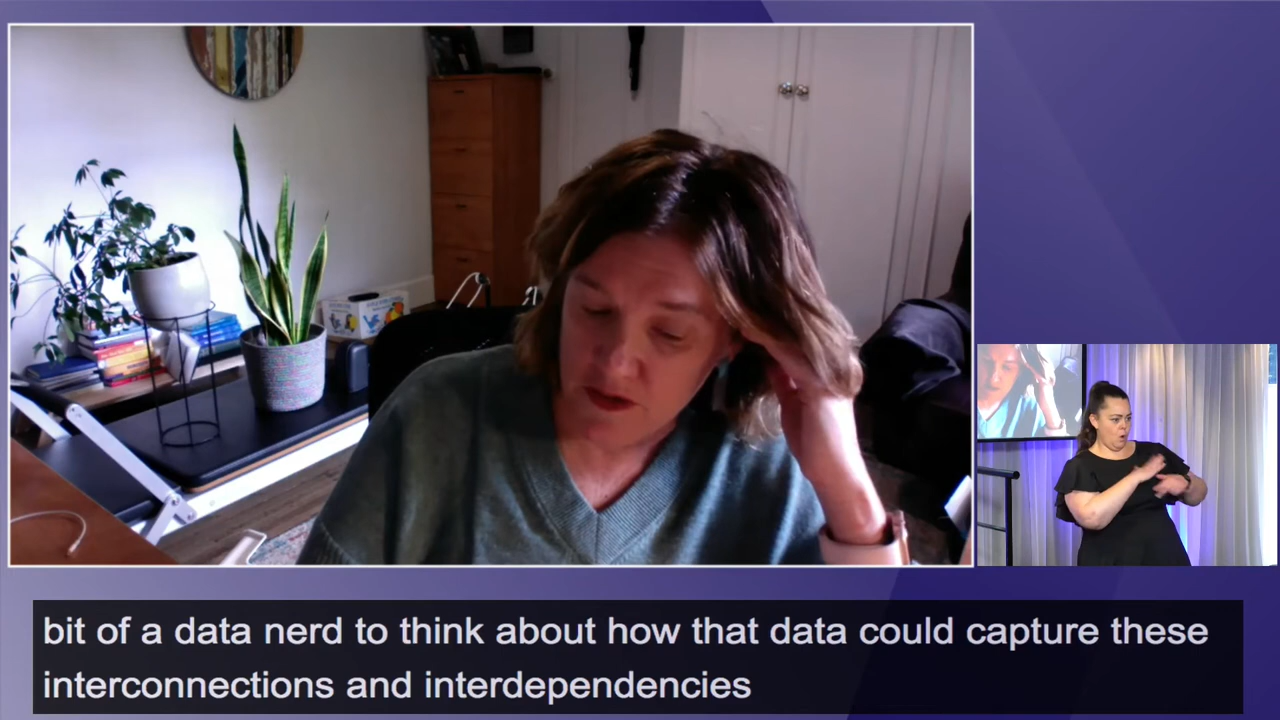 bit of a data nerd to think about how that data could capture these
interconnections and interdependencies